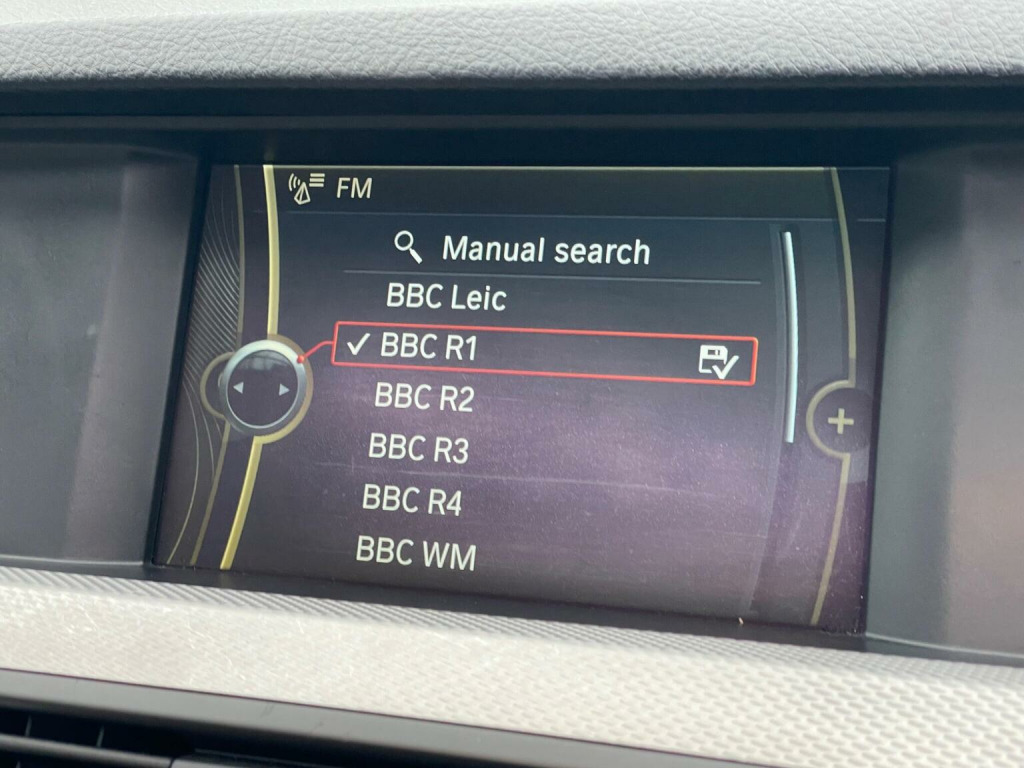 FM
Manual search
BBC Leic
BBC R1
BBC R2
BBC R3
BBC R4
BBC WM